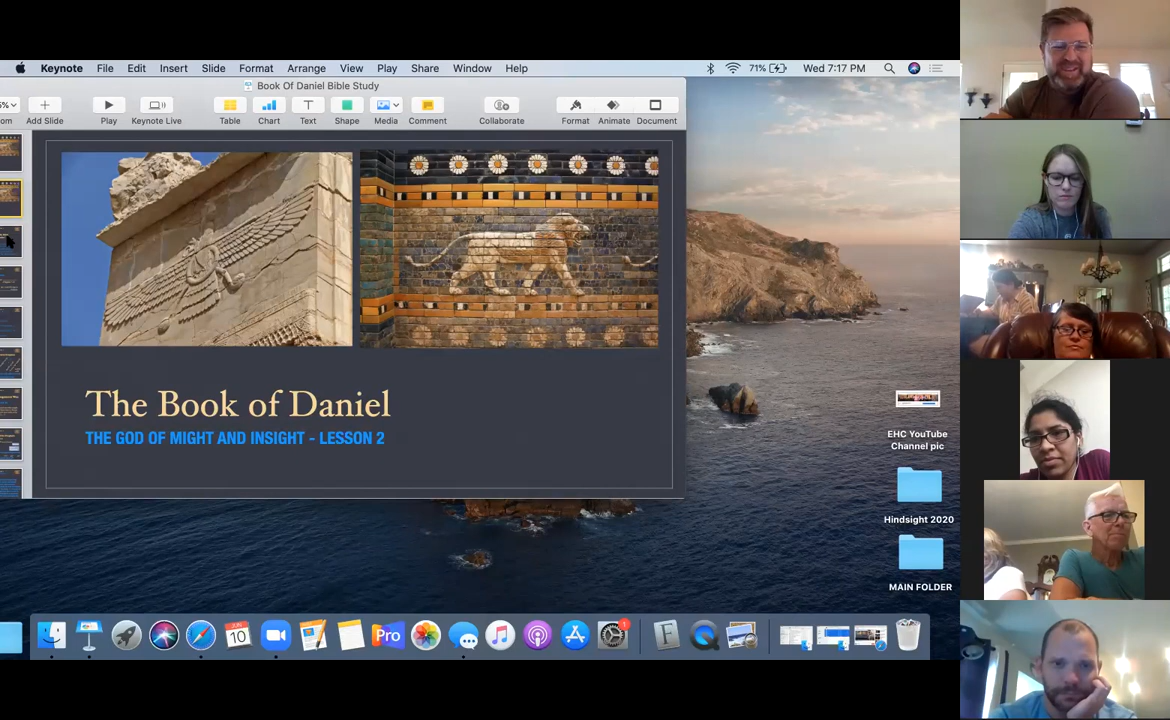 Keynote File Edit Insert Slide Format Arrange View Play Share Window Help 71% Wed 7:17 PM
Book Of Daniel Bible Study
Add Slide Play Keynote Live Table Chart Text Shape Media Comment Collaborate Format Animate Document
The Book of Daniel
THE GOD OF MIGHT AND INSIGHT - LESSON 2
EHC YouTube
Channel pic
Hindsight 2020
MAIN FOLDER
JUN
10
Pro
F
1